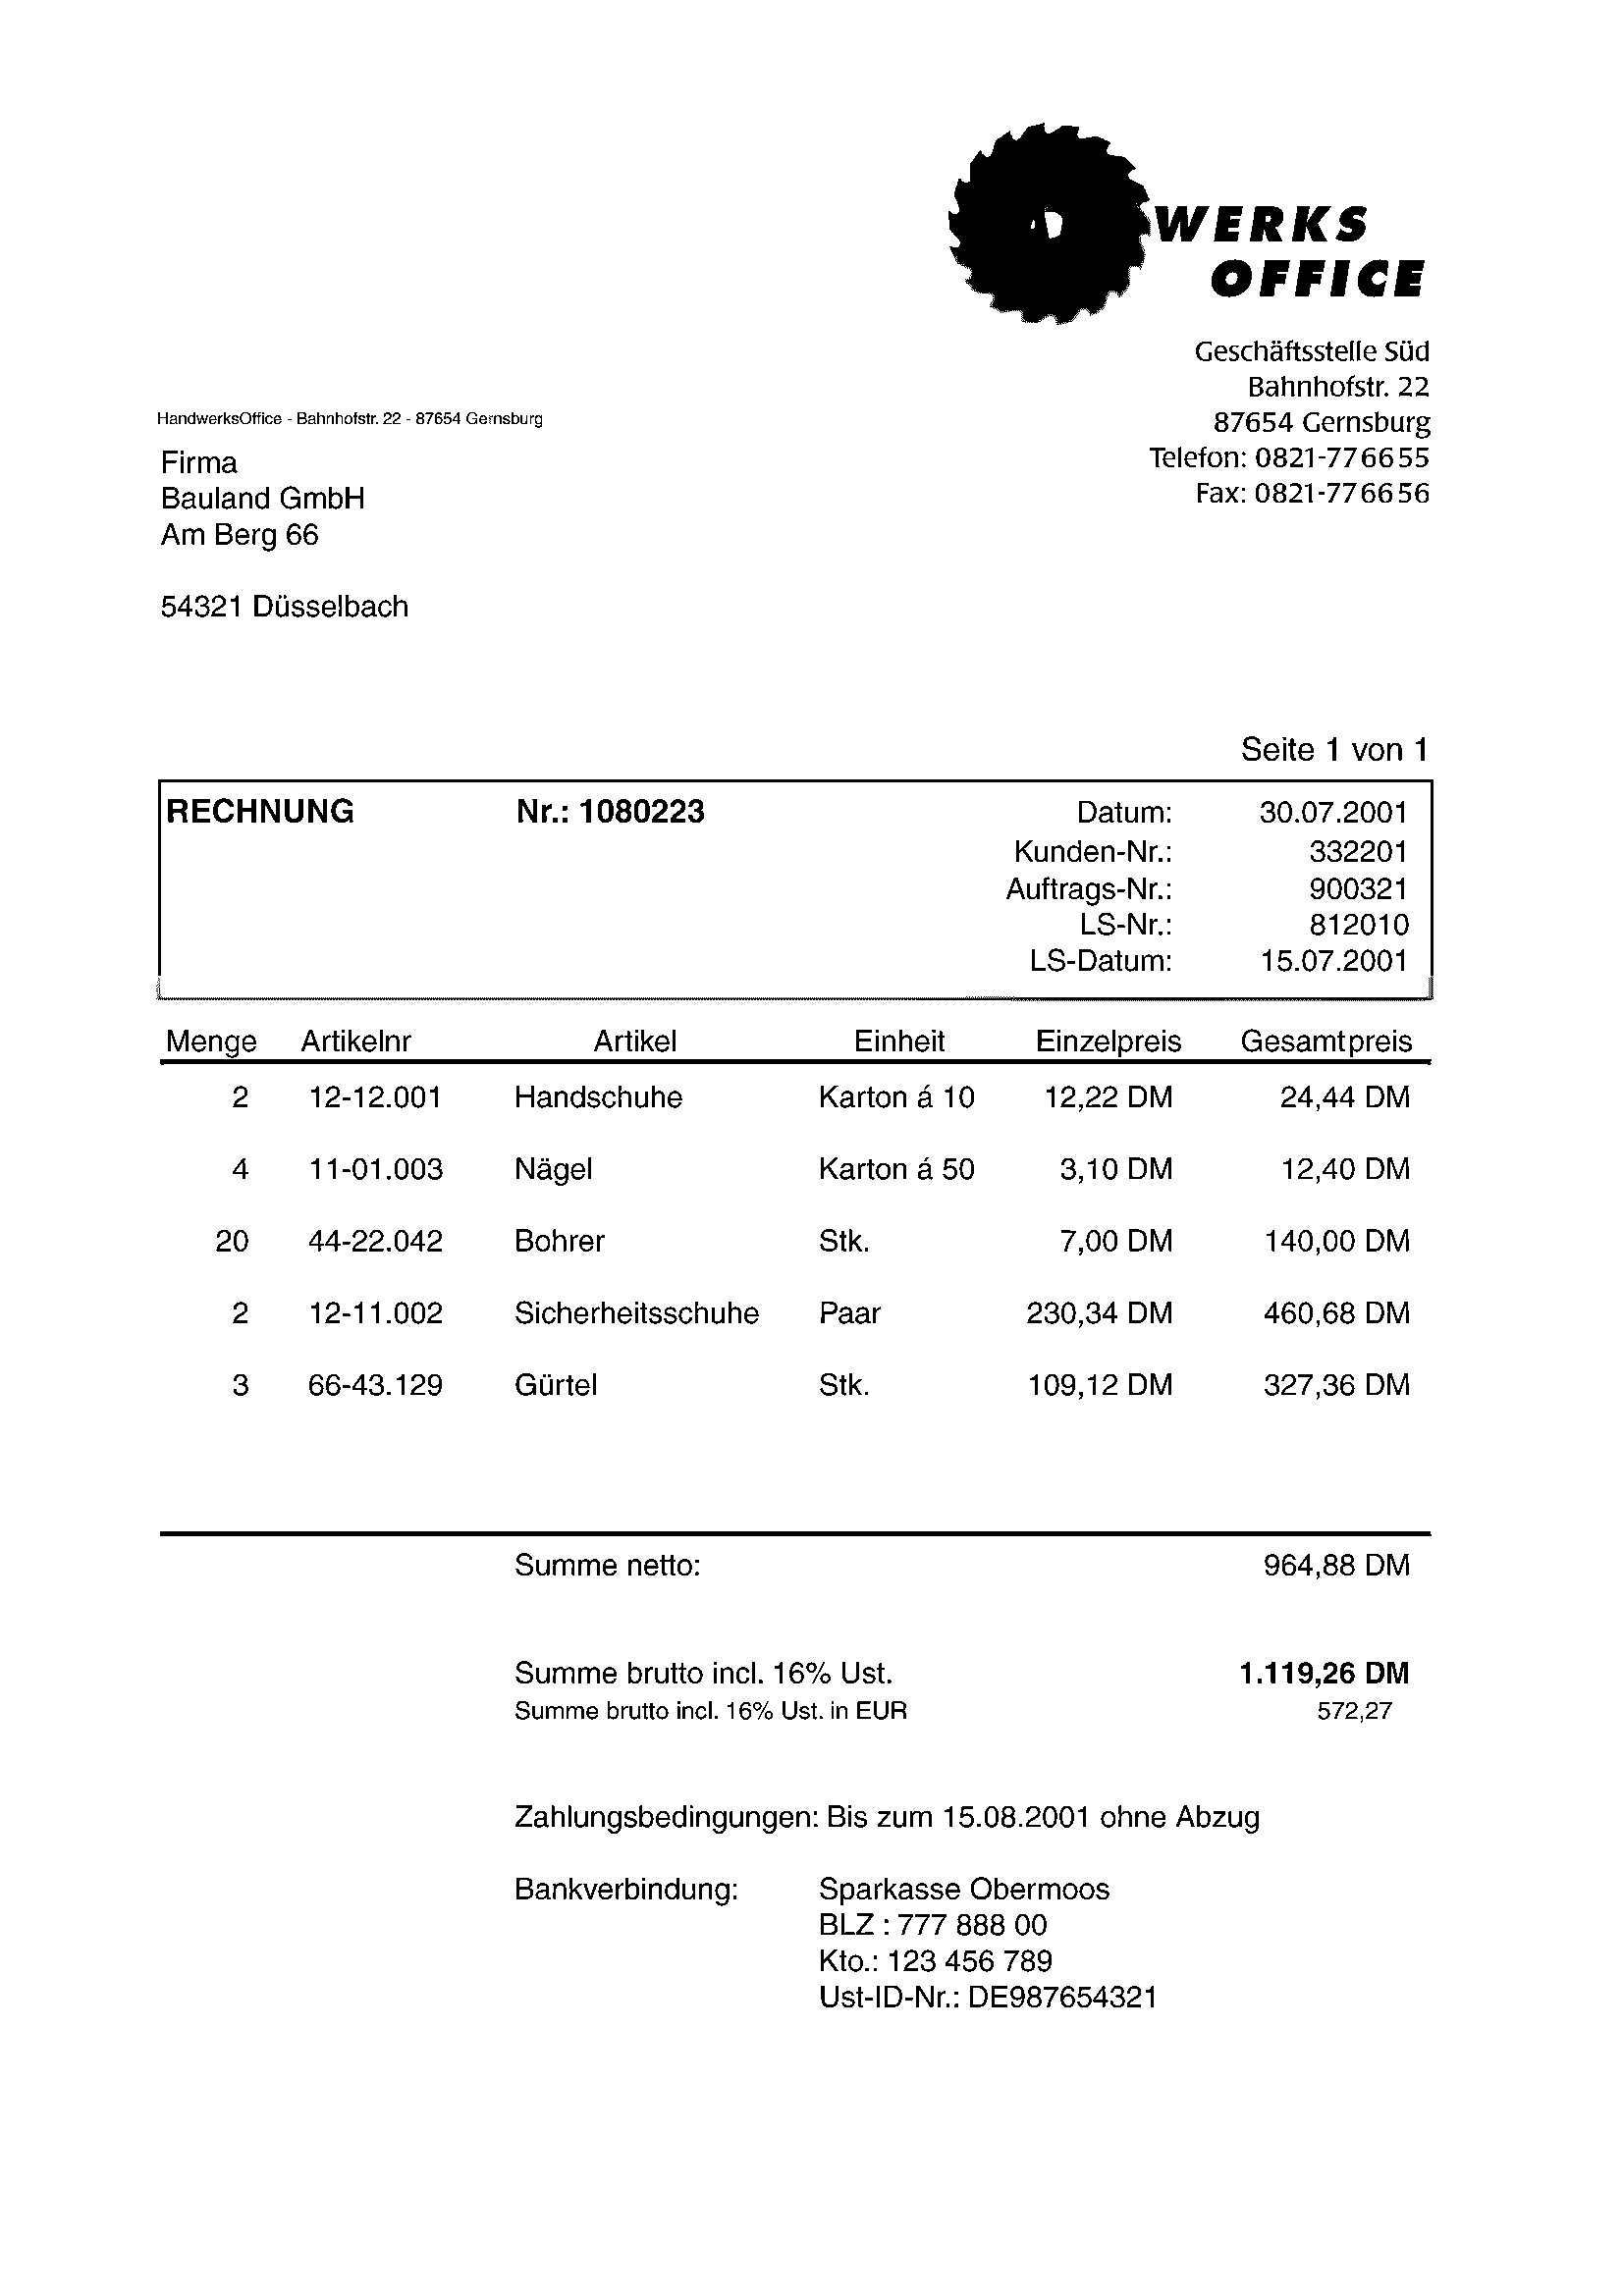 WERKS
OFFICE
Geschäftsstelle Süd
Bahnhofstr. 22
87654 Gernsburg
Telefon: 0821-776655
Fax: 0821-776656
HandwerksOffice - Bahnhofstr. 22 - 87654 Gernsburg
Firma
Bauland GmbH
Am Berg 66
54321 Düsselbach
Seite 1 von 1
RECHNUNG Nr.: 1080223 Datum: 30.07.2001
Kunden-Nr.: 332201
Auftrags-Nr.: 900321
LS-Nr.: 812010
LS-Datum: 15.07.2001
Menge Artikelnr Artikel Einheit Einzelpreis Gesamtpreis
2 12-12.001 Handschuhe Karton á 10 12,22 DM 24,44 DM
4 11-01.003 Nägel Karton á 50 3,10 DM 12,40 DM
20 44-22.042 Bohrer Stk. 7,00 DM 140,00 DM
2 12-11.002 Sicherheitsschuhe Paar 230,34 DM 460,68 DM
3 66-43.129 Gürtel Stk. 109,12 DM 327,36 DM
Summe netto: 964,88 DM
Summe brutto incl. 16% Ust. 1.119,26 DM
Summe brutto incl. 16% Ust. in EUR 572,27
Zahlungsbedingungen: Bis zum 15.08.2001 ohne Abzug
Bankverbindung: Sparkasse Obermoos
BLZ : 777 888 00
Kto.: 123 456 789
Ust-ID-Nr.: DE987654321